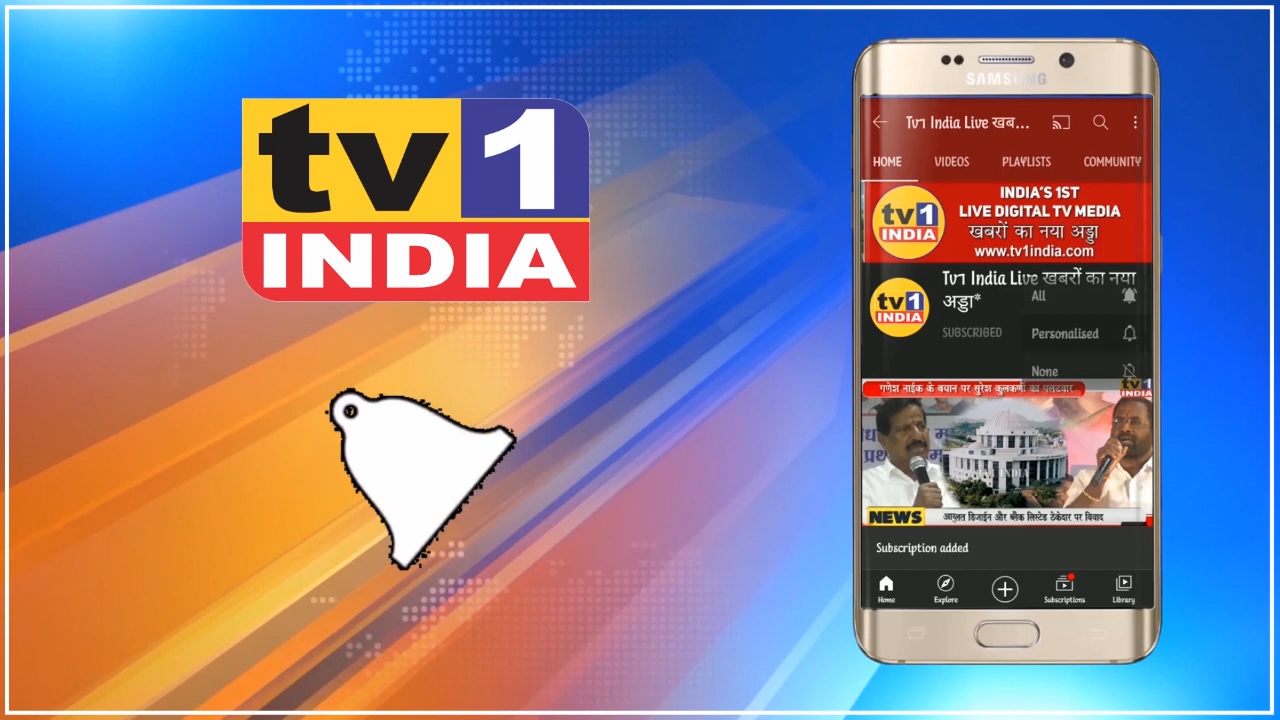 tv1
INDIA
SAMSUNG
Tv1 India Live खब...
HOME VIDEOS PLAYLISTS COMMUNITY
tv1
INDIA
INDIA'S 1ST
LIVE DIGITAL TV MEDIA
खबरों का नया अड्डा
www.tv1india.com
tv1
INDIA
Tv1 India Live खबरों का नया
अड्डा*
SUBSCRIBED
All
Personalised
None
गणेश नाईक के बयान पर सुरेश कुलकर्णी का पलटवार
tv1
INDIA
NEWS
डिजाईन और ब्लैक लिस्टेड ठेकेदार पर विवाद
Subscription added
Home Explore Subscriptions Library